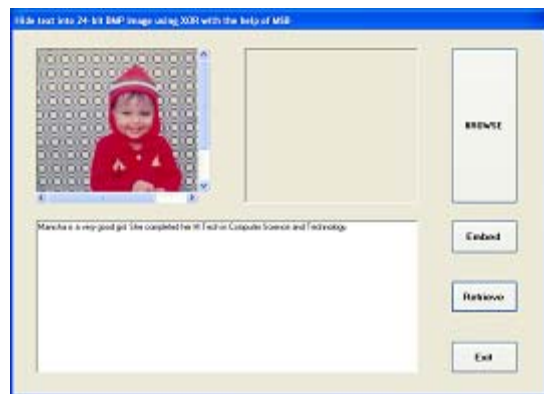 Hide text into 24-bit BMP Image using XOR with the help of MSB
BROWSE
is a very good girl She completed her M.Tech in Computer Science and Technology.
Embed
Retrieve
Exit